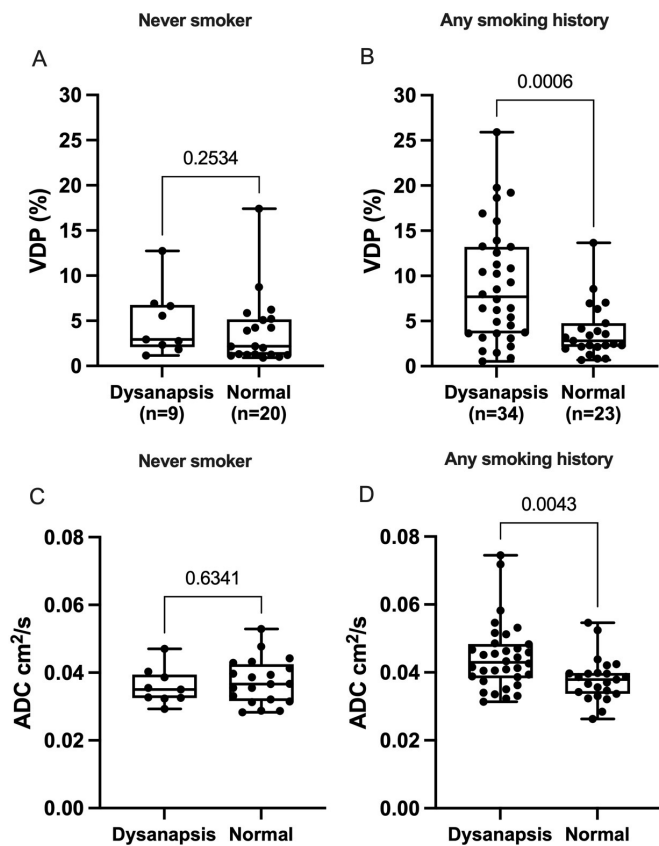 Never smoker
Any smoking history
A
B
0.2534
0.0006
VDP (%)
30
25
20
15
10
5
0
Dysanapsis
(n=9)
Normal
(n=20)
VDP (%)
30
25
20
15
10
5
0
Dysanapsis
(n=34)
Normal
(n=23)
Never smoker
Any smoking history
C
D
0.6341
0.0043
ADC cm²/s
0.08
0.06
0.04
0.02
0.00
Dysanapsis
Normal
ADC cm²/s
0.08
0.06
0.04
0.02
0.00
Dysanapsis
Normal